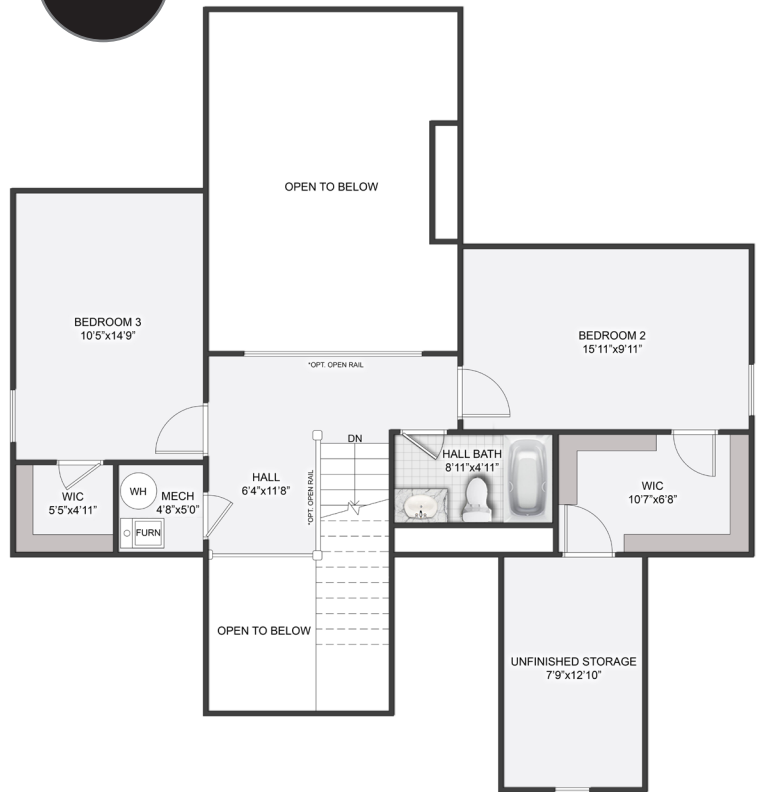 OPEN TO BELOW
BEDROOM 3
10'5"x14'9"
BEDROOM 2
15'11"x9'11"
*OPT. OPEN RAIL
DN
HALL BATH
8'11"x4'11"
HALL
6'4"x11'8"
*OPT. OPEN RAIL
WIC
5'5"x4'11"
WH
MECH
4'8"x5'0"
FURN
WIC
10'7"x6'8"
OPEN TO BELOW
UNFINISHED STORAGE
7'9"x12'10"